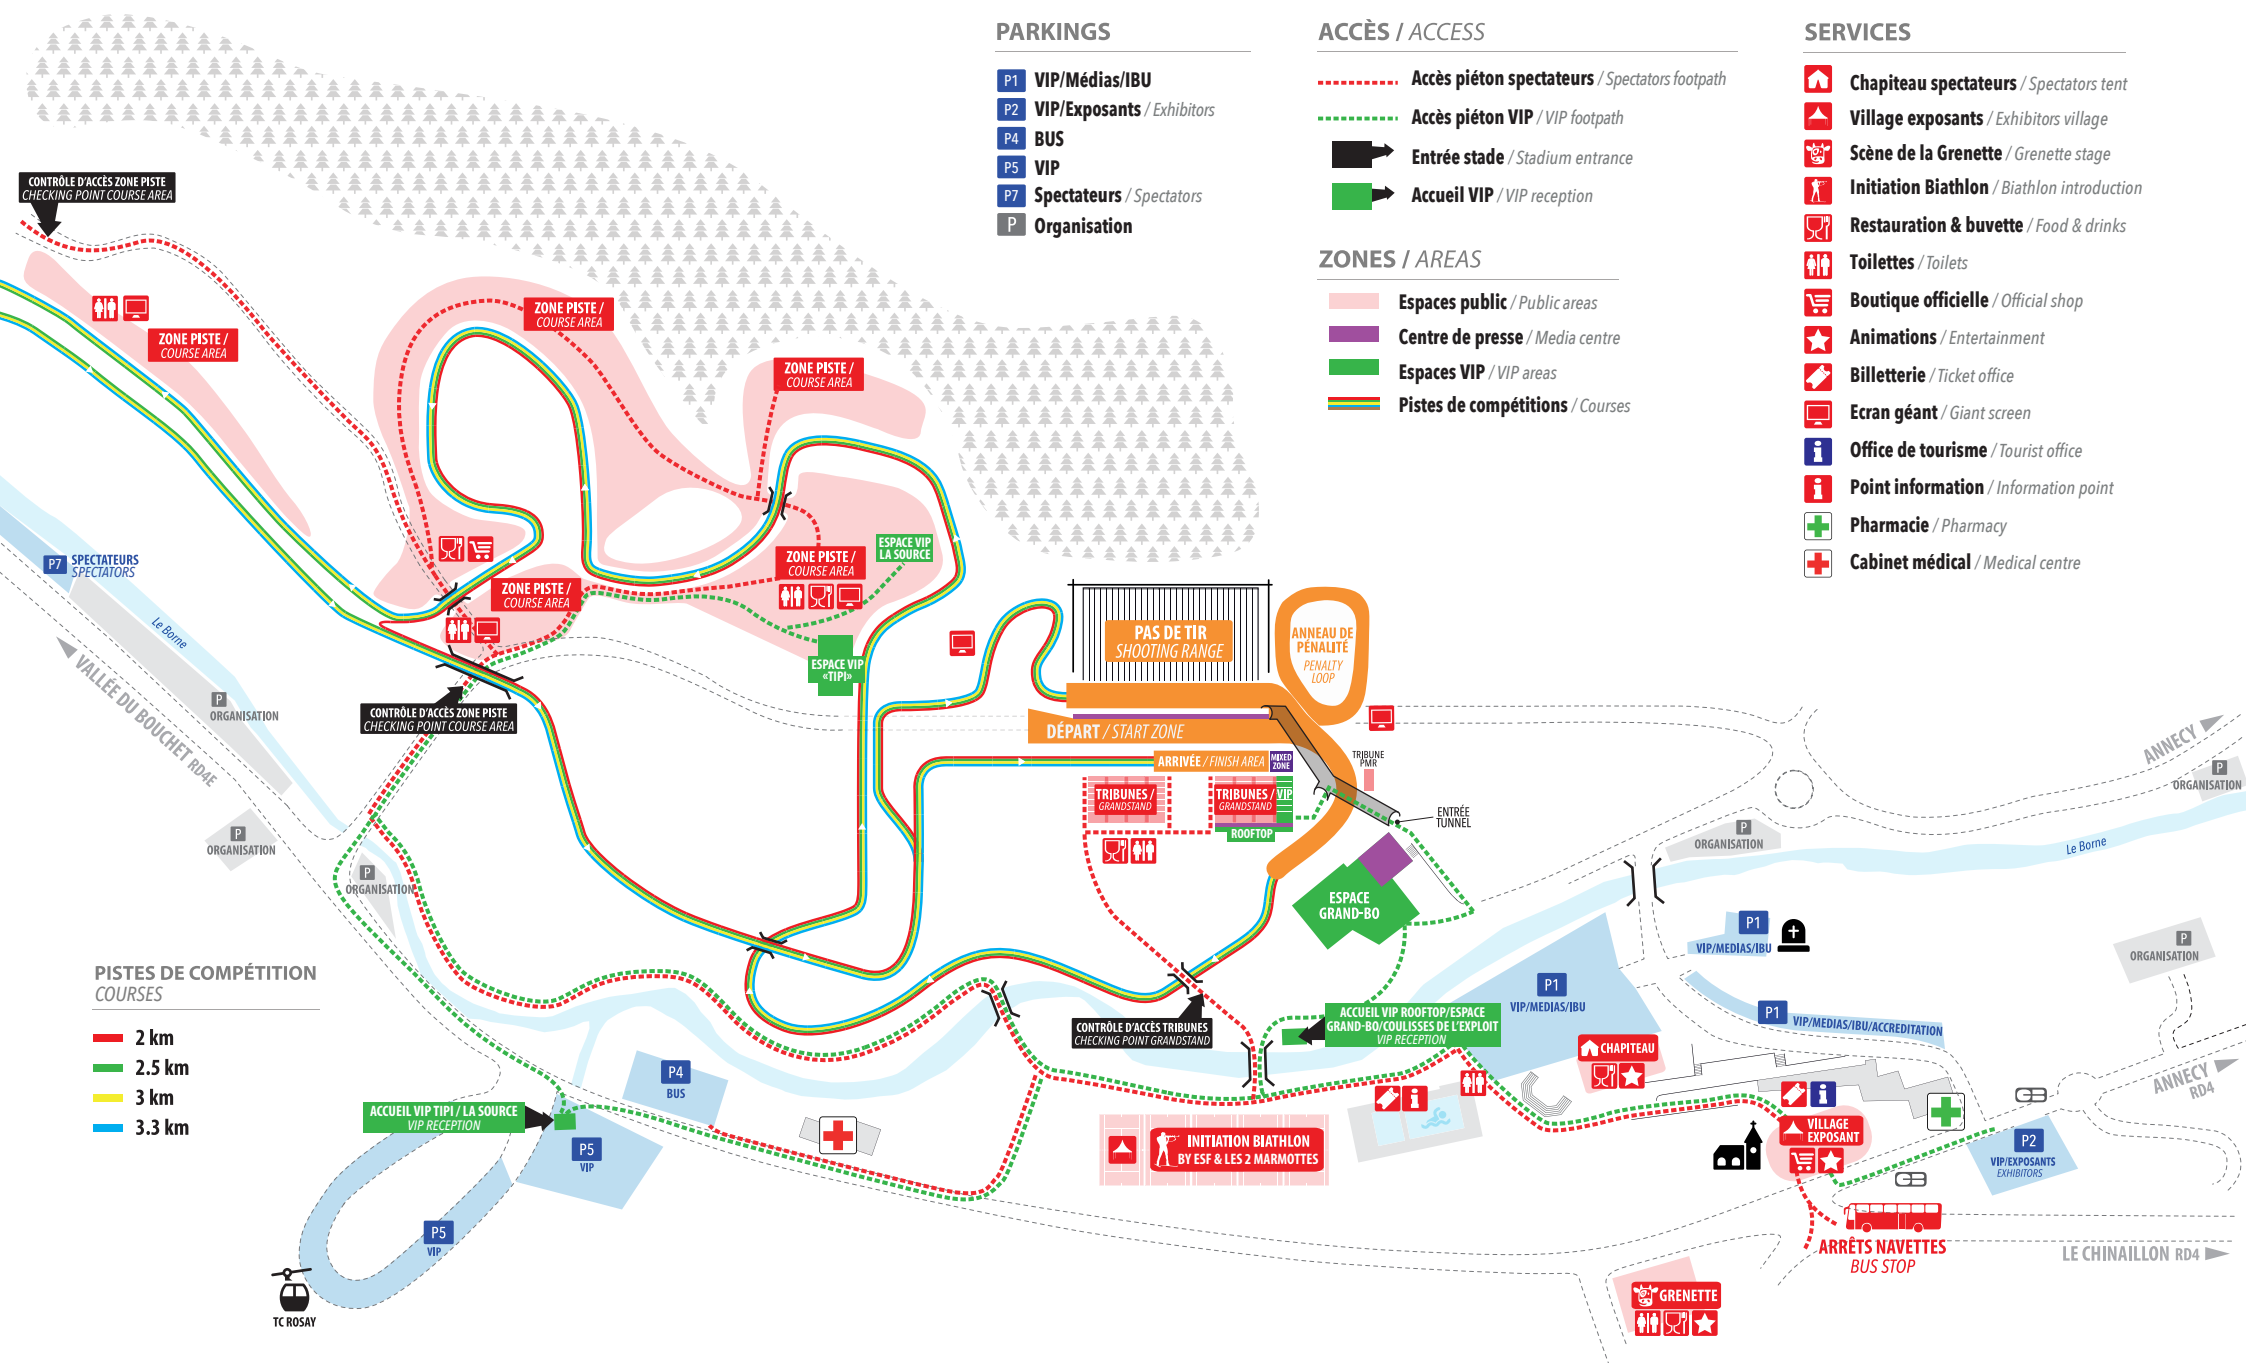 PARKINGS
P1 VIP/Médias/IBU
P2 VIP/Exposants / Exhibitors
P4 BUS
P5 VIP
P7 Spectateurs / Spectators
P Organisation
ACCÈS / ACCESS
Accès piéton spectateurs / Spectators footpath
Accès piéton VIP / VIP footpath
Entrée stade / Stadium entrance
Accueil VIP / VIP reception
ZONES / AREAS
Espaces public / Public areas
Centre de presse / Media centre
Espaces VIP / VIP areas
Pistes de compétitions / Courses
SERVICES
Chapiteau spectateurs / Spectators tent
Village exposants / Exhibitors village
Scène de la Grenette / Grenette stage
Initiation Biathlon / Biathlon introduction
Restauration & buvette / Food & drinks
Toilettes / Toilets
Boutique officielle / Official shop
Animations / Entertainment
Billetterie / Ticket office
Ecran géant / Giant screen
Office de tourisme / Tourist office
Point information / Information point
Pharmacie / Pharmacy
Cabinet médical / Medical centre
CONTRÔLE D'ACCÈS ZONE PISTE
CHECKING POINT COURSE AREA
ZONE PISTE /
COURSE AREA
ZONE PISTE /
COURSE AREA
ZONE PISTE /
COURSE AREA
ZONE PISTE /
COURSE AREA
ESPACE VIP
LA SOURCE
ZONE PISTE /
COURSE AREA
P7 SPECTATEURS
SPECTATORS
Le Borne
VALLÉE DU BOUCHET RD4E
P
ORGANISATION
P
ORGANISATION
P
ORGANISATION
CONTRÔLE D'ACCÈS ZONE PISTE
CHECKING POINT COURSE AREA
ESPACE VIP
«TIPI»
PAS DE TIR
SHOOTING RANGE
ANNEAU DE
PÉNALITÉ
PENALTY
LOOP
DÉPART / START ZONE
ARRIVÉE / FINISH AREA
MIXED
ZONE
TRIBUNE
PMR
TRIBUNES /
GRANDSTAND
TRIBUNES /
GRANDSTAND
VIP
ROOFTOP
ENTRÉE
TUNNEL
ESPACE
GRAND-BO
ANNECY
P
ORGANISATION
P
ORGANISATION
Le Borne
P1
VIP/MEDIAS/IBU
P
ORGANISATION
P1
VIP/MEDIAS/IBU
P1
VIP/MEDIAS/IBU/ACCREDITATION
CONTRÔLE D'ACCÈS TRIBUNES
CHECKING POINT GRANDSTAND
ACCUEIL VIP ROOFTOP/ESPACE
GRAND-BO/COULISSES DE L'EXPLOIT
VIP RECEPTION
CHAPITEAU
PISTES DE COMPÉTITION
COURSES
2 km
2.5 km
3 km
3.3 km
P4
BUS
ACCUEIL VIP TIPI / LA SOURCE
VIP RECEPTION
P5
VIP
P5
VIP
TC ROSAY
INITIATION BIATHLON
BY ESF & LES 2 MARMOTTES
VILLAGE
EXPOSANT
P2
VIP/EXPOSANTS
EXHIBITORS
ANNECY
RD4
ARRÊTS NAVETTES
BUS STOP
LE CHINAILLON RD4
GRENETTE